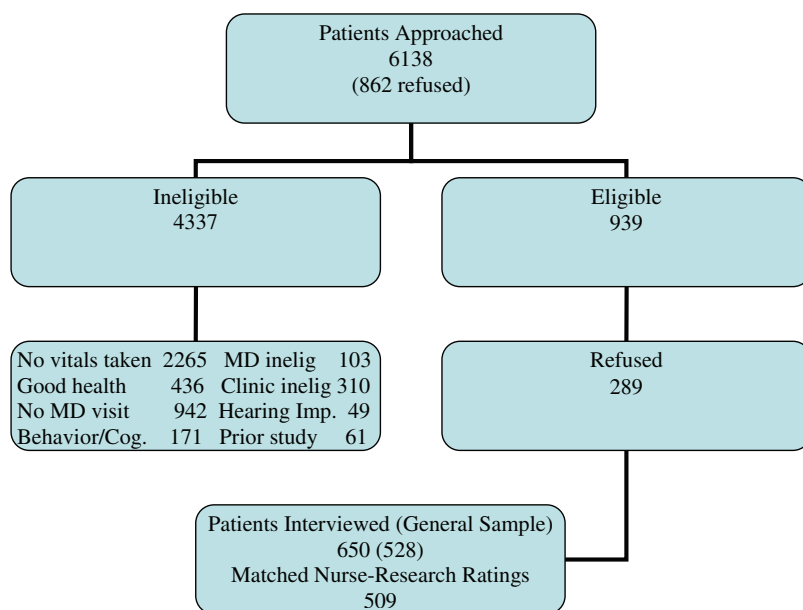 Patients Approached
6138
(862 refused)
Ineligible
4337
Eligible
939
No vitals taken 2265 MD inelig 103
Good health 436 Clinic inelig 310
No MD visit 942 Hearing Imp. 49
Behavior/Cog. 171 Prior study 61
Refused
289
Patients Interviewed (General Sample)
650 (528)
Matched Nurse-Research Ratings
509